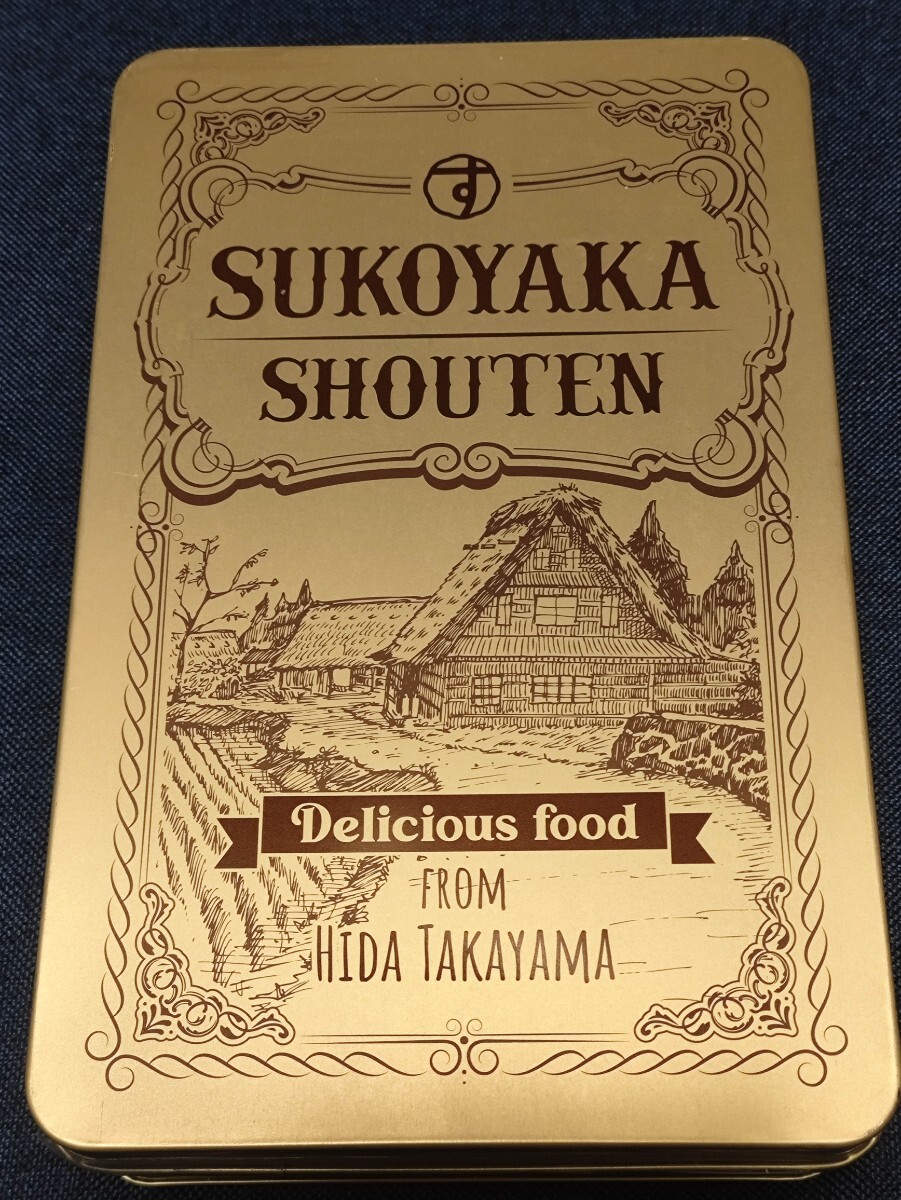 す
SUKOYAKA
SHOUTEN
Delicious food
FROM
HIDA TAKAYAMA